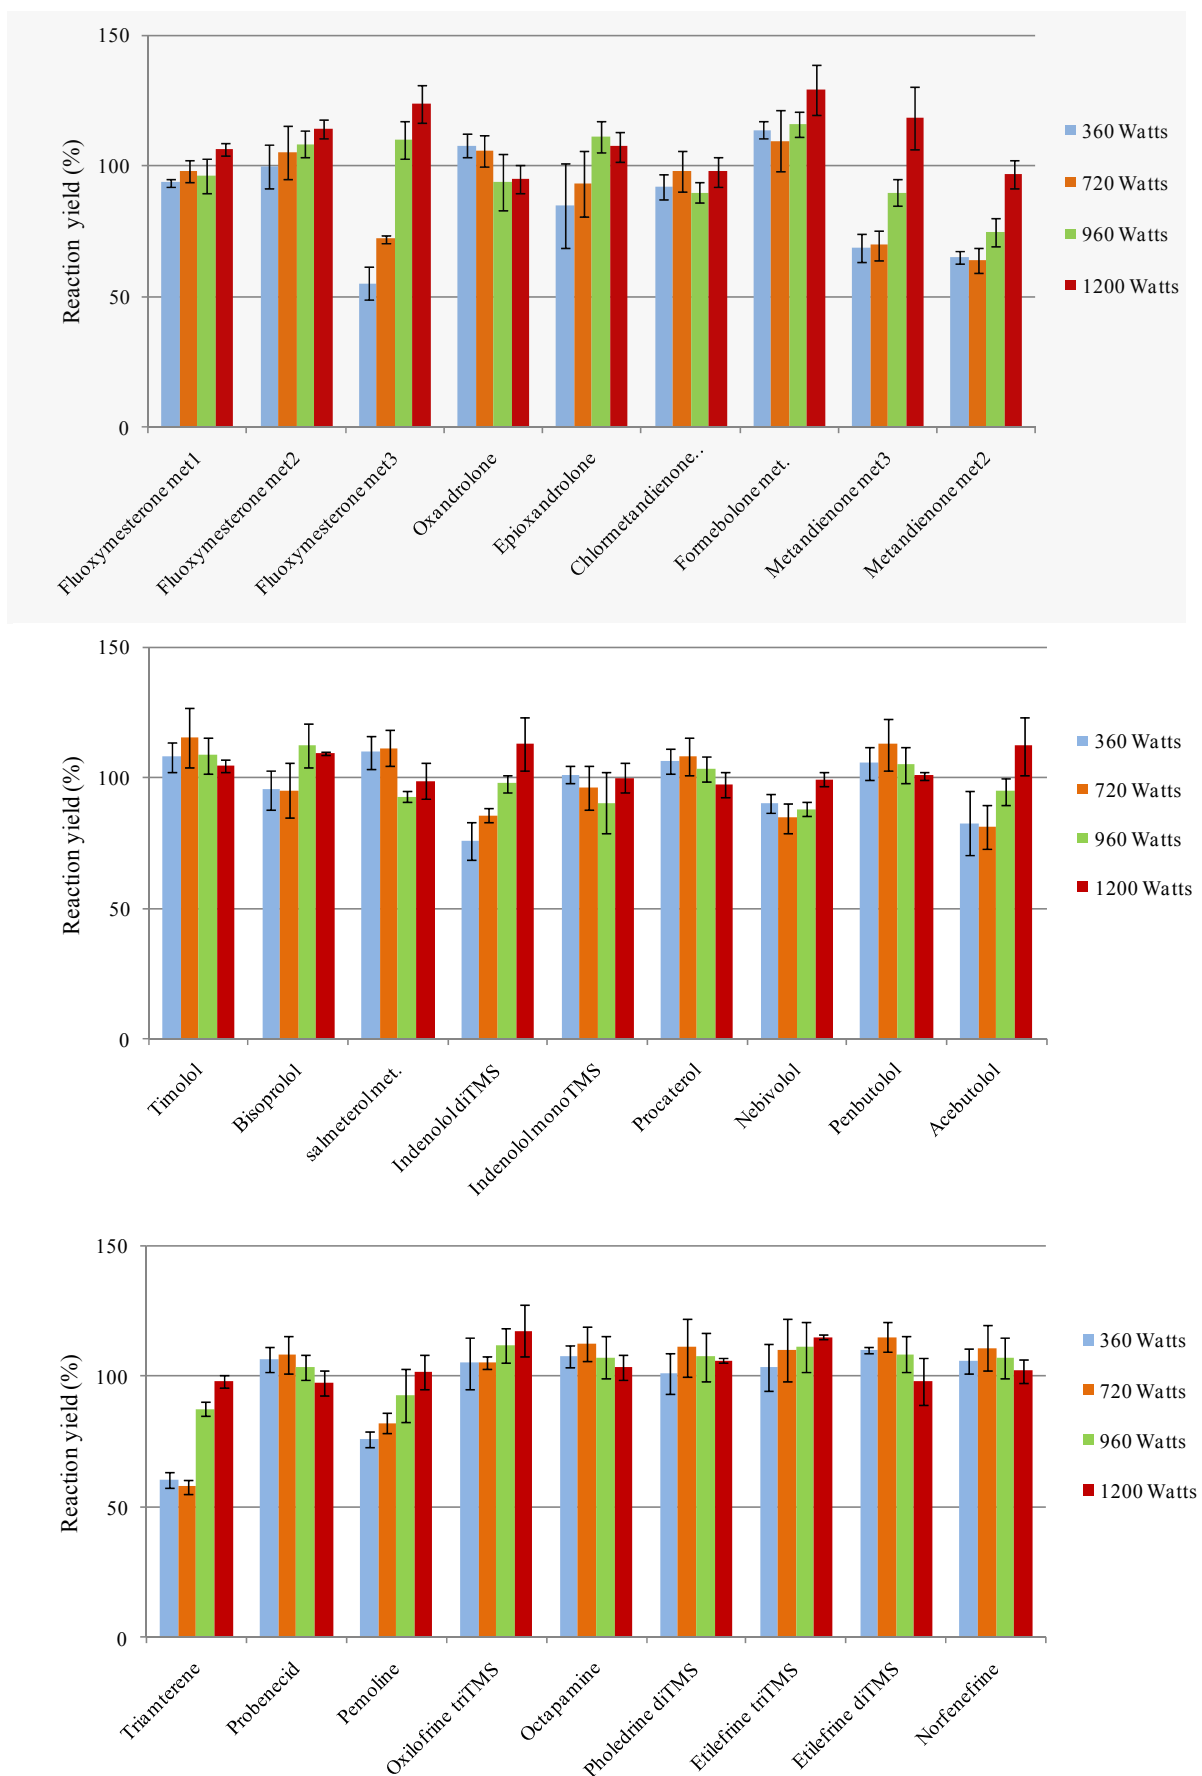 150
100
50
0
Reaction yield (%)
Fluoxymesterone met1
Fluoxymesterone met2
Fluoxymesterone met3
Oxandrolone
Epioxandrolone
Chlormetandienone..
Formebolone met.
Metandienone met3
Metandienone met2
360 Watts
720 Watts
960 Watts
1200 Watts
150
100
50
0
Reaction yield (%)
Timolol
Bisoprolol
salmeterol met.
Indenolol diTMS
Indenolol monoTMS
Procaterol
Nebivolol
Penbutolol
Acebutolol
360 Watts
720 Watts
960 Watts
1200 Watts
150
100
50
0
Reaction yield (%)
Triamterene
Probenecid
Pemoline
Oxilofrine triTMS
Octapamine
Pholedrine diTMS
Etilefrine triTMS
Etilefrine diTMS
Norfenefrine
360 Watts
720 Watts
960 Watts
1200 Watts